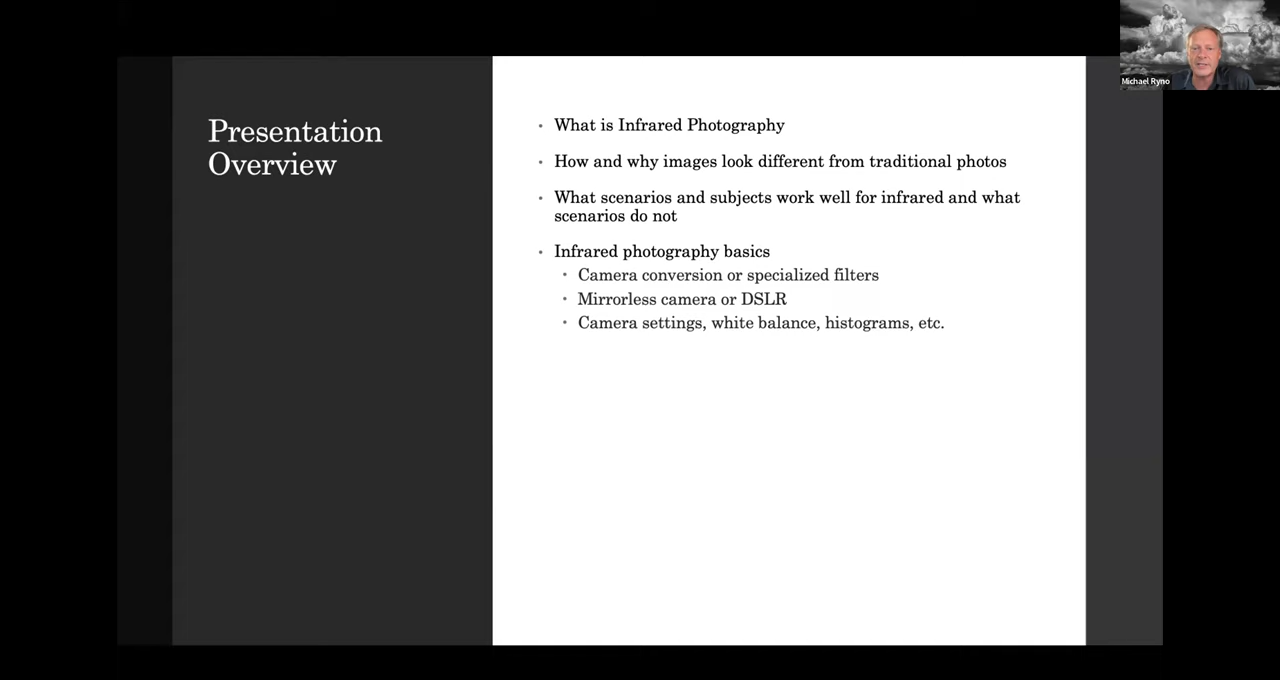 Presentation
Overview
• What is Infrared Photography
• How and why images look different from traditional photos
• What scenarios and subjects work well for infrared and what
scenarios do not
• Infrared photography basics
• Camera conversion or specialized filters
• Mirrorless camera or DSLR
• Camera settings, white balance, histograms, etc.
Michael Ryno